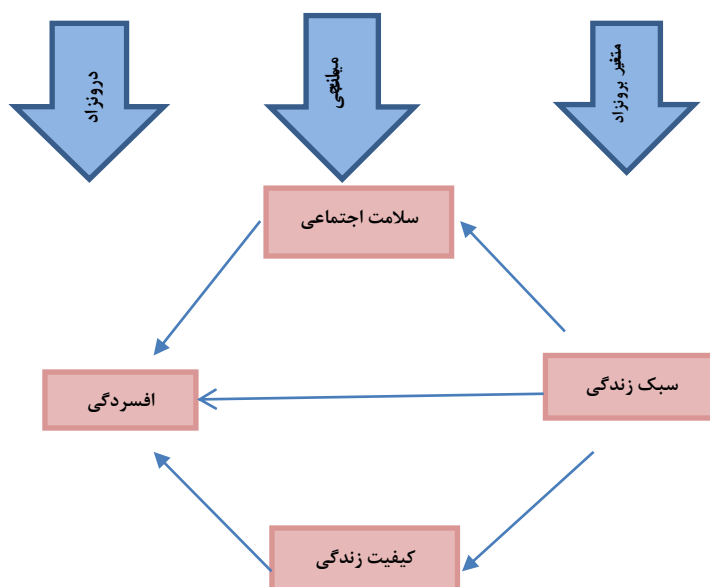 متغیر برونزاد
میانجی
درونزاد
سلامت اجتماعی
سبک زندگی
افسردگی
کیفیت زندگی